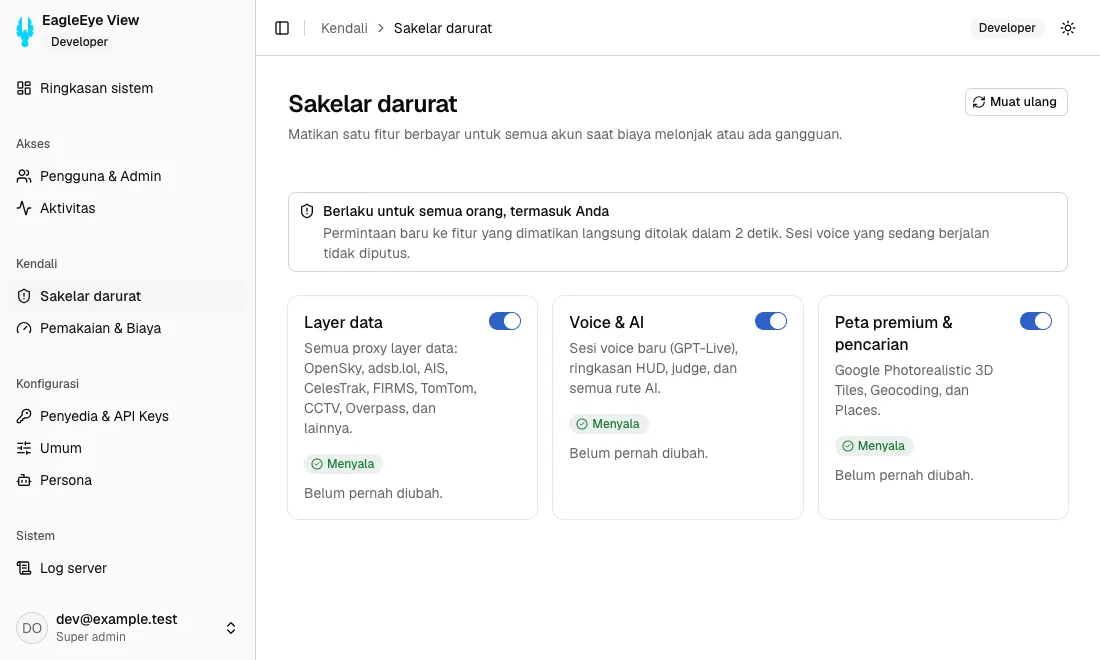 EagleEye View
Developer
Ringkasan sistem
Akses
Pengguna & Admin
Aktivitas
Kendali
Sakelar darurat
Pemakaian & Biaya
Konfigurasi
Penyedia & API Keys
Umum
Persona
Sistem
Log server
DO
dev@example.test
Super admin
Kendali
Sakelar darurat
Developer
Sakelar darurat
Muat ulang
Matikan satu fitur berbayar untuk semua akun saat biaya melonjak atau ada gangguan.
Berlaku untuk semua orang, termasuk Anda
Permintaan baru ke fitur yang dimatikan langsung ditolak dalam 2 detik. Sesi voice yang sedang berjalan
tidak diputus.
Layer data
Semua proxy layer data:
OpenSky, adsb.lol, AIS,
CelesTrak, FIRMS, TomTom,
CCTV, Overpass, dan
lainnya.
Menyala
Belum pernah diubah.
Voice & AI
Sesi voice baru (GPT-Live),
ringkasan HUD, judge, dan
semua rute AI.
Menyala
Belum pernah diubah.
Peta premium &
pencarian
Google Photorealistic 3D
Tiles, Geocoding, dan
Places.
Menyala
Belum pernah diubah.